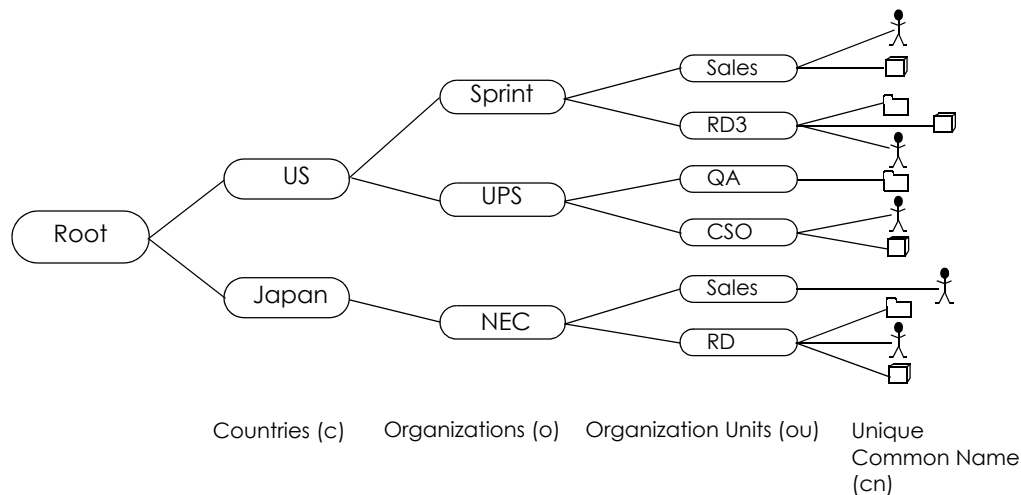 Sales
Sprint
RD3
US
QA
UPS
Root
CSO
Japan
Sales
NEC
RD
Countries (c)
Organizations (o)
Organization Units (ou)
Unique
Common Name
(cn)